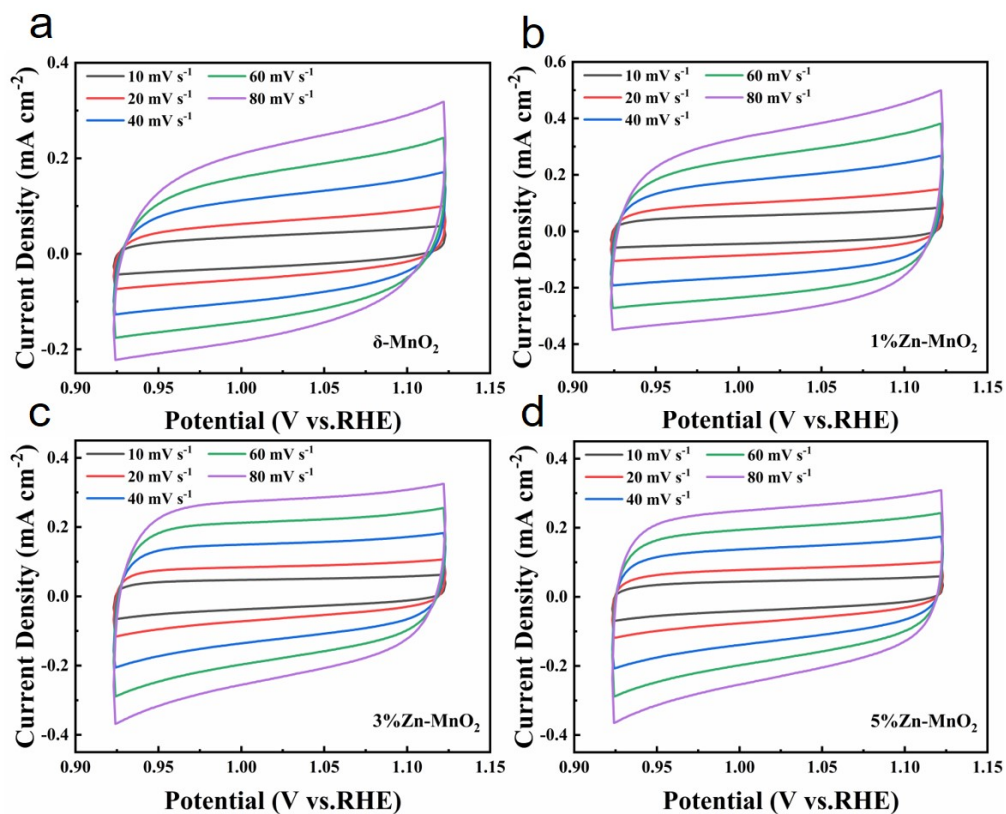 a
0.4
0.2
0.0
-0.2
Current Density (mA cm⁻²)
10 mV s⁻¹
20 mV s⁻¹
40 mV s⁻¹
60 mV s⁻¹
80 mV s⁻¹
δ-MnO₂
0.90 0.95 1.00 1.05 1.10 1.15
Potential (V vs.RHE)
b
0.6
0.4
0.2
0.0
-0.2
-0.4
Current Density (mA cm⁻²)
10 mV s⁻¹
20 mV s⁻¹
40 mV s⁻¹
60 mV s⁻¹
80 mV s⁻¹
1%Zn-MnO₂
0.90 0.95 1.00 1.05 1.10 1.15
Potential (V vs.RHE)
c
0.4
0.2
0.0
-0.2
-0.4
Current Density (mA cm⁻²)
10 mV s⁻¹
20 mV s⁻¹
40 mV s⁻¹
60 mV s⁻¹
80 mV s⁻¹
3%Zn-MnO₂
0.90 0.95 1.00 1.05 1.10 1.15
Potential (V vs.RHE)
d
0.4
0.2
0.0
-0.2
-0.4
Current Density (mA cm⁻²)
10 mV s⁻¹
20 mV s⁻¹
40 mV s⁻¹
60 mV s⁻¹
80 mV s⁻¹
5%Zn-MnO₂
0.90 0.95 1.00 1.05 1.10 1.15
Potential (V vs.RHE)